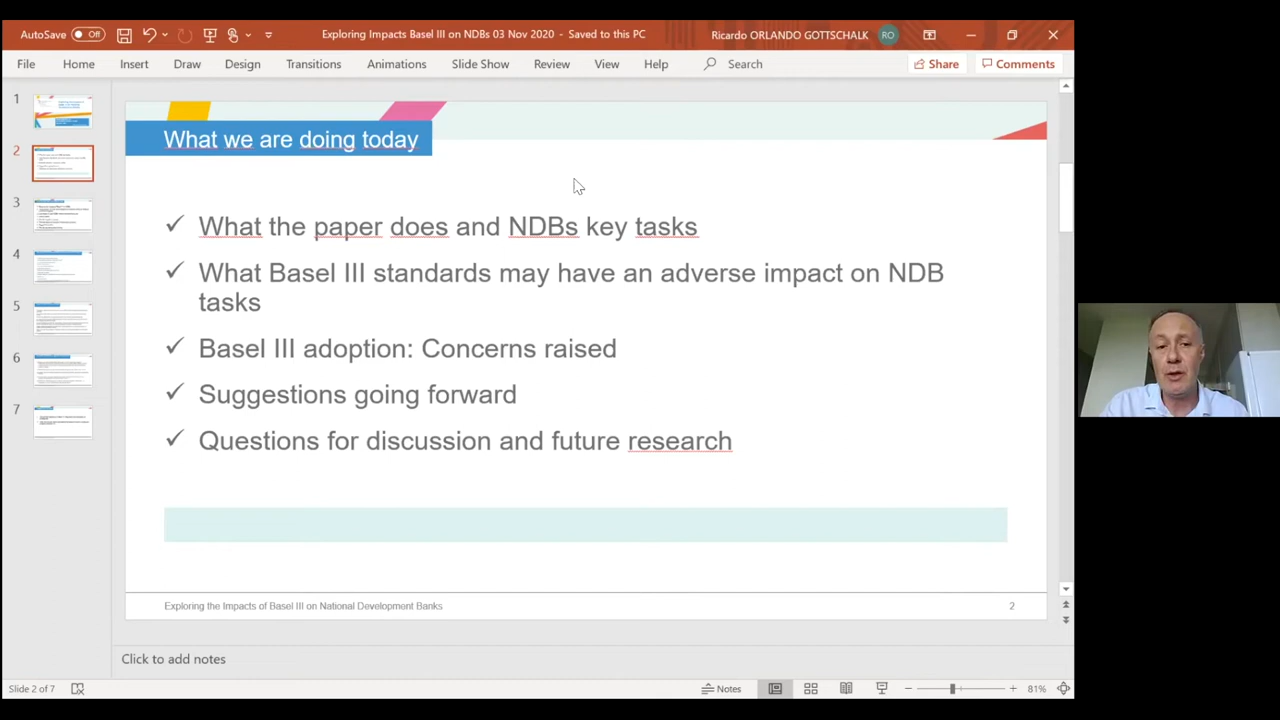 AutoSave Off
Exploring Impacts Basel III on NDBs 03 Nov 2020 - Saved to this PC
Ricardo ORLANDO GOTTSCHALK RO
File Home Insert Draw Design Transitions Animations Slide Show Review View Help Search Share Comments
1
2
3
4
5
6
7
What we are doing today
✓ What the paper does and NDBs key tasks
✓ What Basel III standards may have an adverse impact on NDB
tasks
✓ Basel III adoption: Concerns raised
✓ Suggestions going forward
✓ Questions for discussion and future research
Exploring the Impacts of Basel III on National Development Banks 2
Click to add notes
Slide 2 of 7 Notes 81%